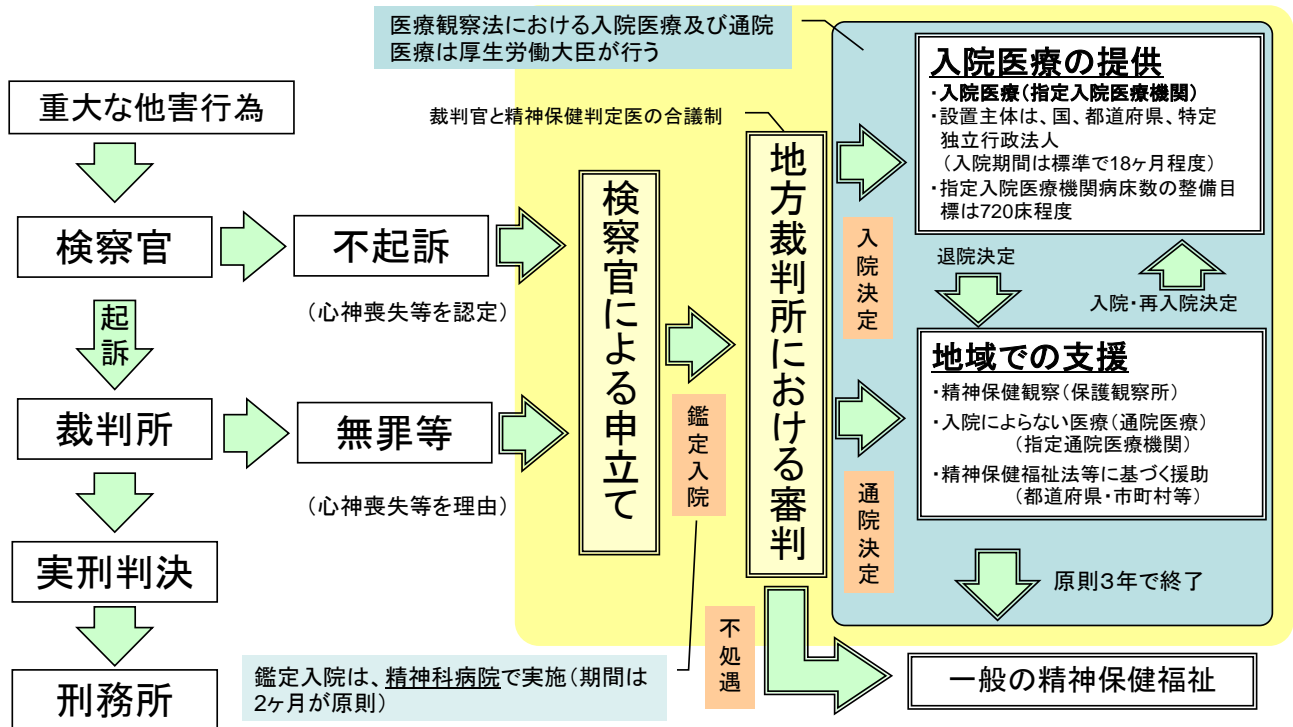 医療観察法における入院医療及び通院
医療は厚生労働大臣が行う
重大な他害行為
検察官
起訴
裁判所
実刑判決
刑務所
不起訴
(心神喪失等を認定)
無罪等
(心神喪失等を理由)
検察官による申立て
鑑定入院
鑑定入院は、精神科病院で実施(期間は
2ヶ月が原則)
裁判官と精神保健判定医の合議制
地方裁判所における審判
入院決定
通院決定
不処遇
入院医療の提供
・入院医療(指定入院医療機関)
・設置主体は、国、都道府県、特定
独立行政法人
(入院期間は標準で18ヶ月程度)
・指定入院医療機関病床数の整備目
標は720床程度
退院決定
入院・再入院決定
地域での支援
・精神保健観察(保護観察所)
・入院によらない医療(通院医療)
(指定通院医療機関)
・精神保健福祉法等に基づく援助
(都道府県・市町村等)
原則3年で終了
一般の精神保健福祉